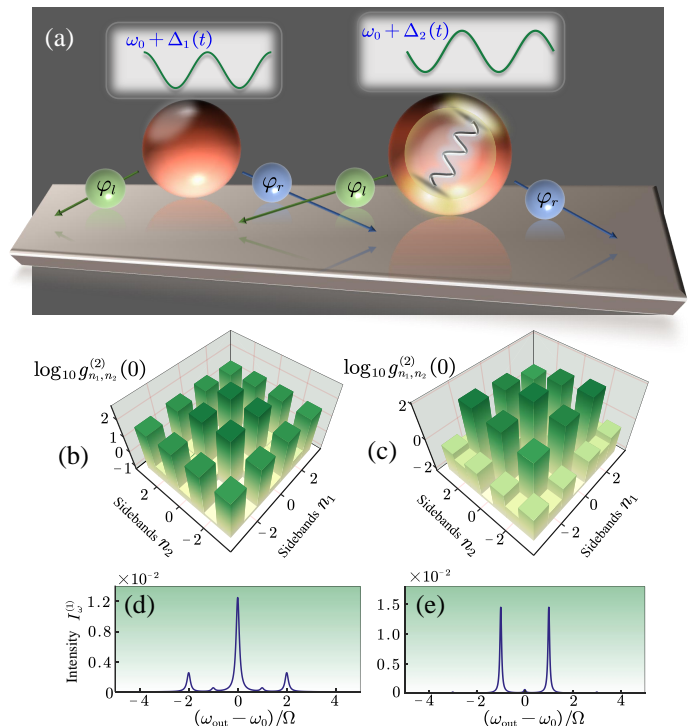 (a)
ω₀ + Δ₁(t)
ω₀ + Δ₂(t)
φₗ
φᵣ
φₗ
φᵣ
log₁₀ g⁽²⁾ₙ₁,ₙ₂(0)
2
1
0
−1
(b)
2
0
−2
Sidebands n₂
−2
0
2
Sidebands n₁
log₁₀ g⁽²⁾ₙ₁,ₙ₂(0)
2
0
−2
(c)
2
0
−2
Sidebands n₂
−2
0
2
Sidebands n₁
×10⁻²
(d)
1.2
0.8
0.4
0
Intensity I_ω⁽¹⁾
−4 −2 0 2 4
(ω_out − ω₀)/Ω
×10⁻²
(e)
1.5
1.0
0.5
0
−4 −2 0 2 4
(ω_out − ω₀)/Ω